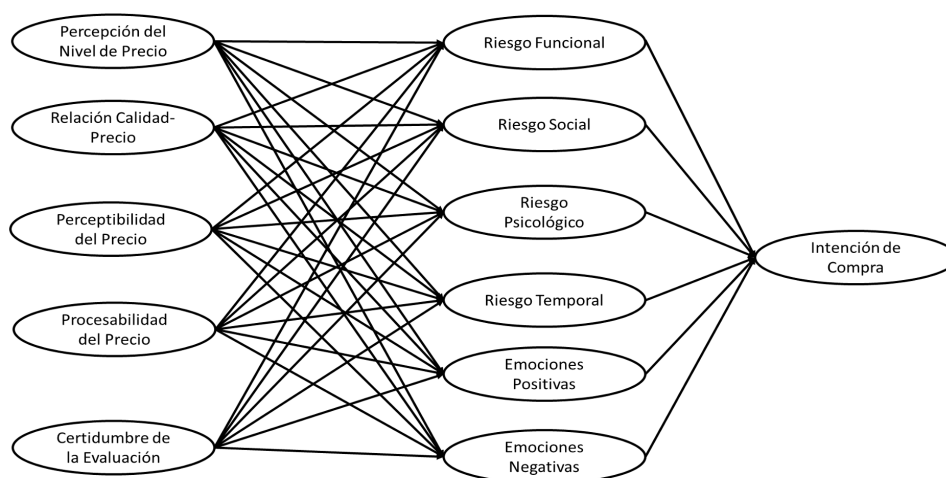 Percepción del
Nivel de Precio
Relación Calidad-
Precio
Perceptibilidad
del Precio
Procesabilidad
del Precio
Certidumbre de
la Evaluación
Riesgo Funcional
Riesgo Social
Riesgo
Psicológico
Riesgo Temporal
Emociones
Positivas
Emociones
Negativas
Intención de
Compra